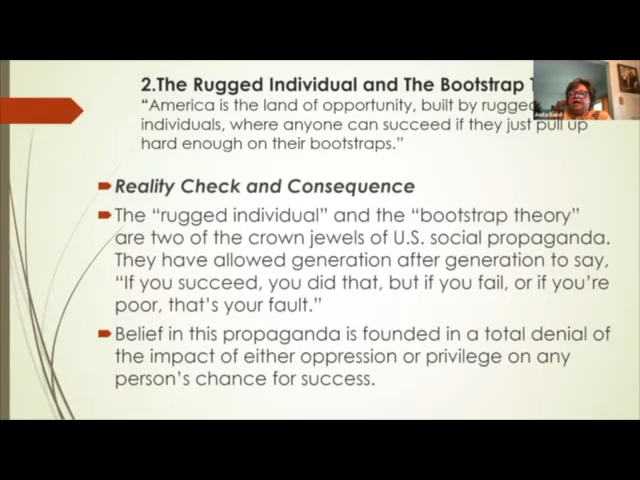 2.The Rugged Individual and The Bootstrap
"America is the land of opportunity, built by rugged
individuals, where anyone can succeed if they just pull up
hard enough on their bootstraps."
Reality Check and Consequence
The "rugged individual" and the "bootstrap theory"
are two of the crown jewels of U.S. social propaganda.
They have allowed generation after generation to say,
"If you succeed, you did that, but if you fail, or if you're
poor, that's your fault."
Belief in this propaganda is founded in a total denial of
the impact of either oppression or privilege on any
person's chance for success.